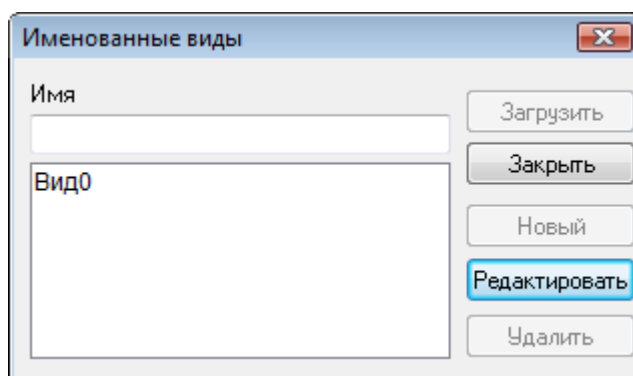 Именованные виды
Имя
Загрузить
Закрыть
Вид0
Новый
Редактировать
Удалить